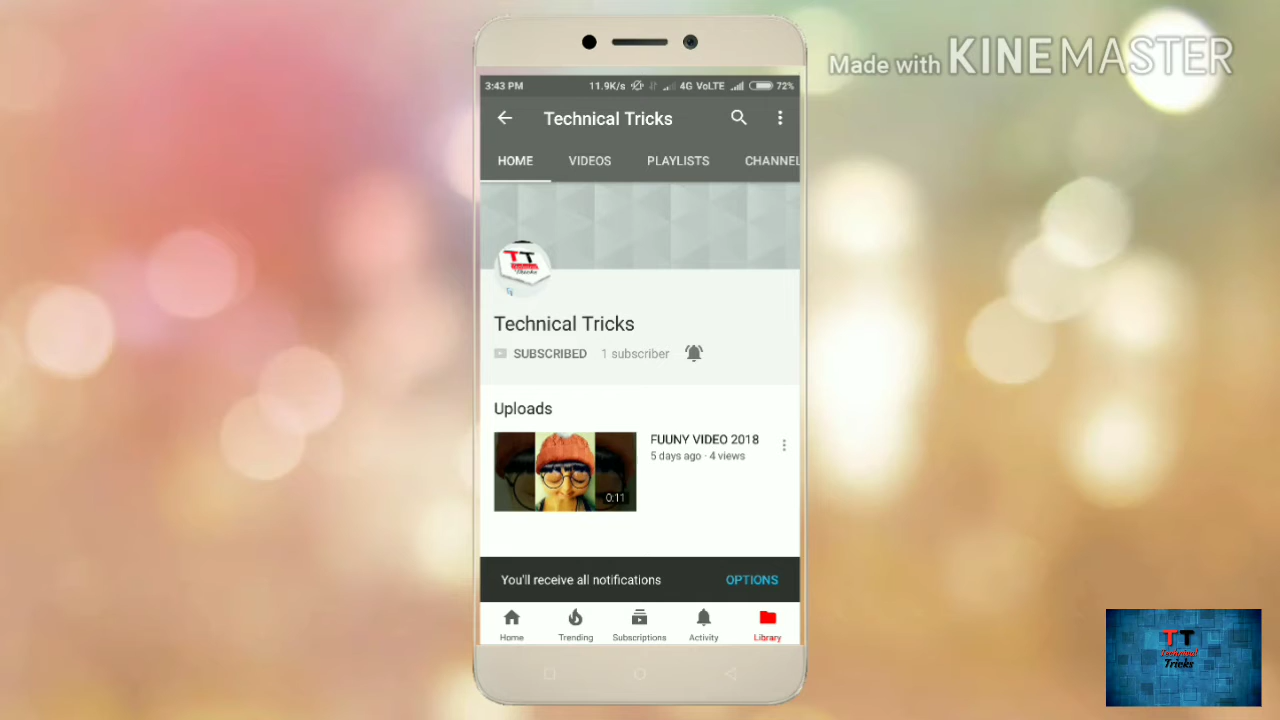 Made with KINEMASTER
3:43 PM 11.9K/s 4G VoLTE 72%
Technical Tricks
HOME VIDEOS PLAYLISTS CHANNEL
TT
Tricks
Technical Tricks
SUBSCRIBED 1 subscriber
Uploads
FUUNY VIDEO 2018
5 days ago · 4 views
0:11
You'll receive all notifications OPTIONS
Home Trending Subscriptions Activity Library
TT
Technical
Tricks